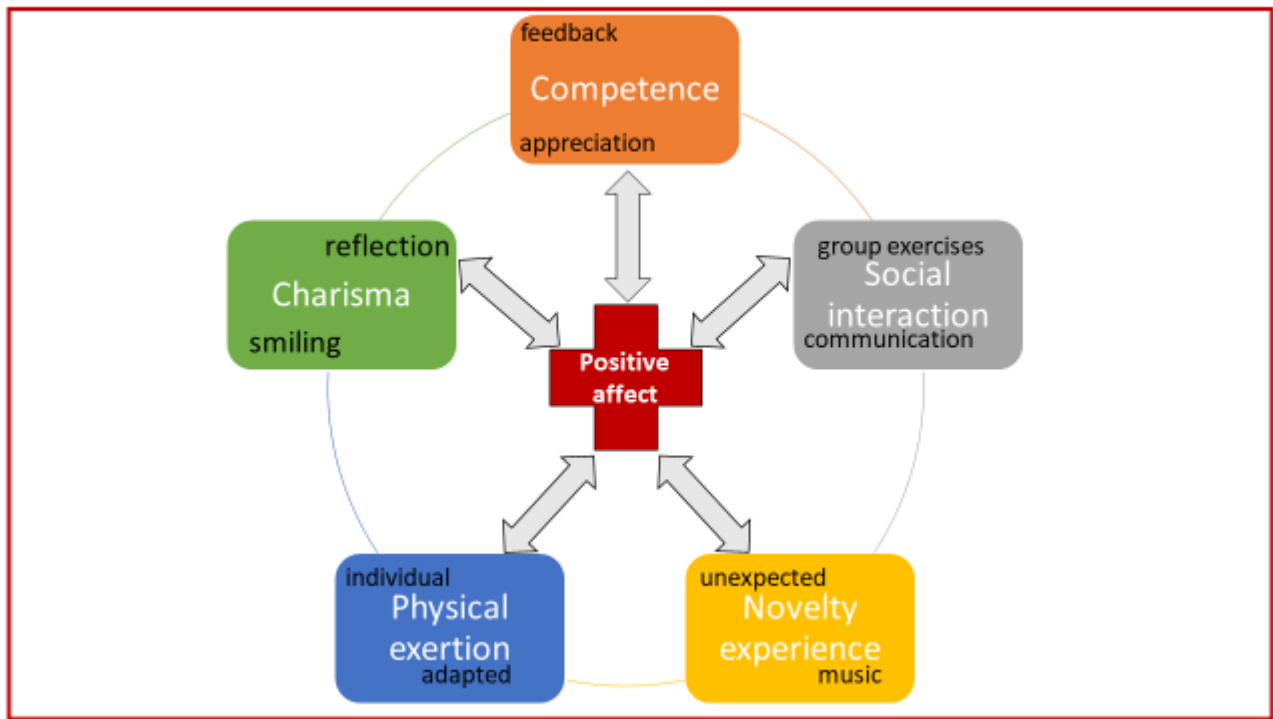 feedback
Competence
appreciation
reflection
Charisma
smiling
group exercises
Social
interaction
communication
Positive
affect
individual
Physical
exertion
adapted
unexpected
Novelty
experience
music